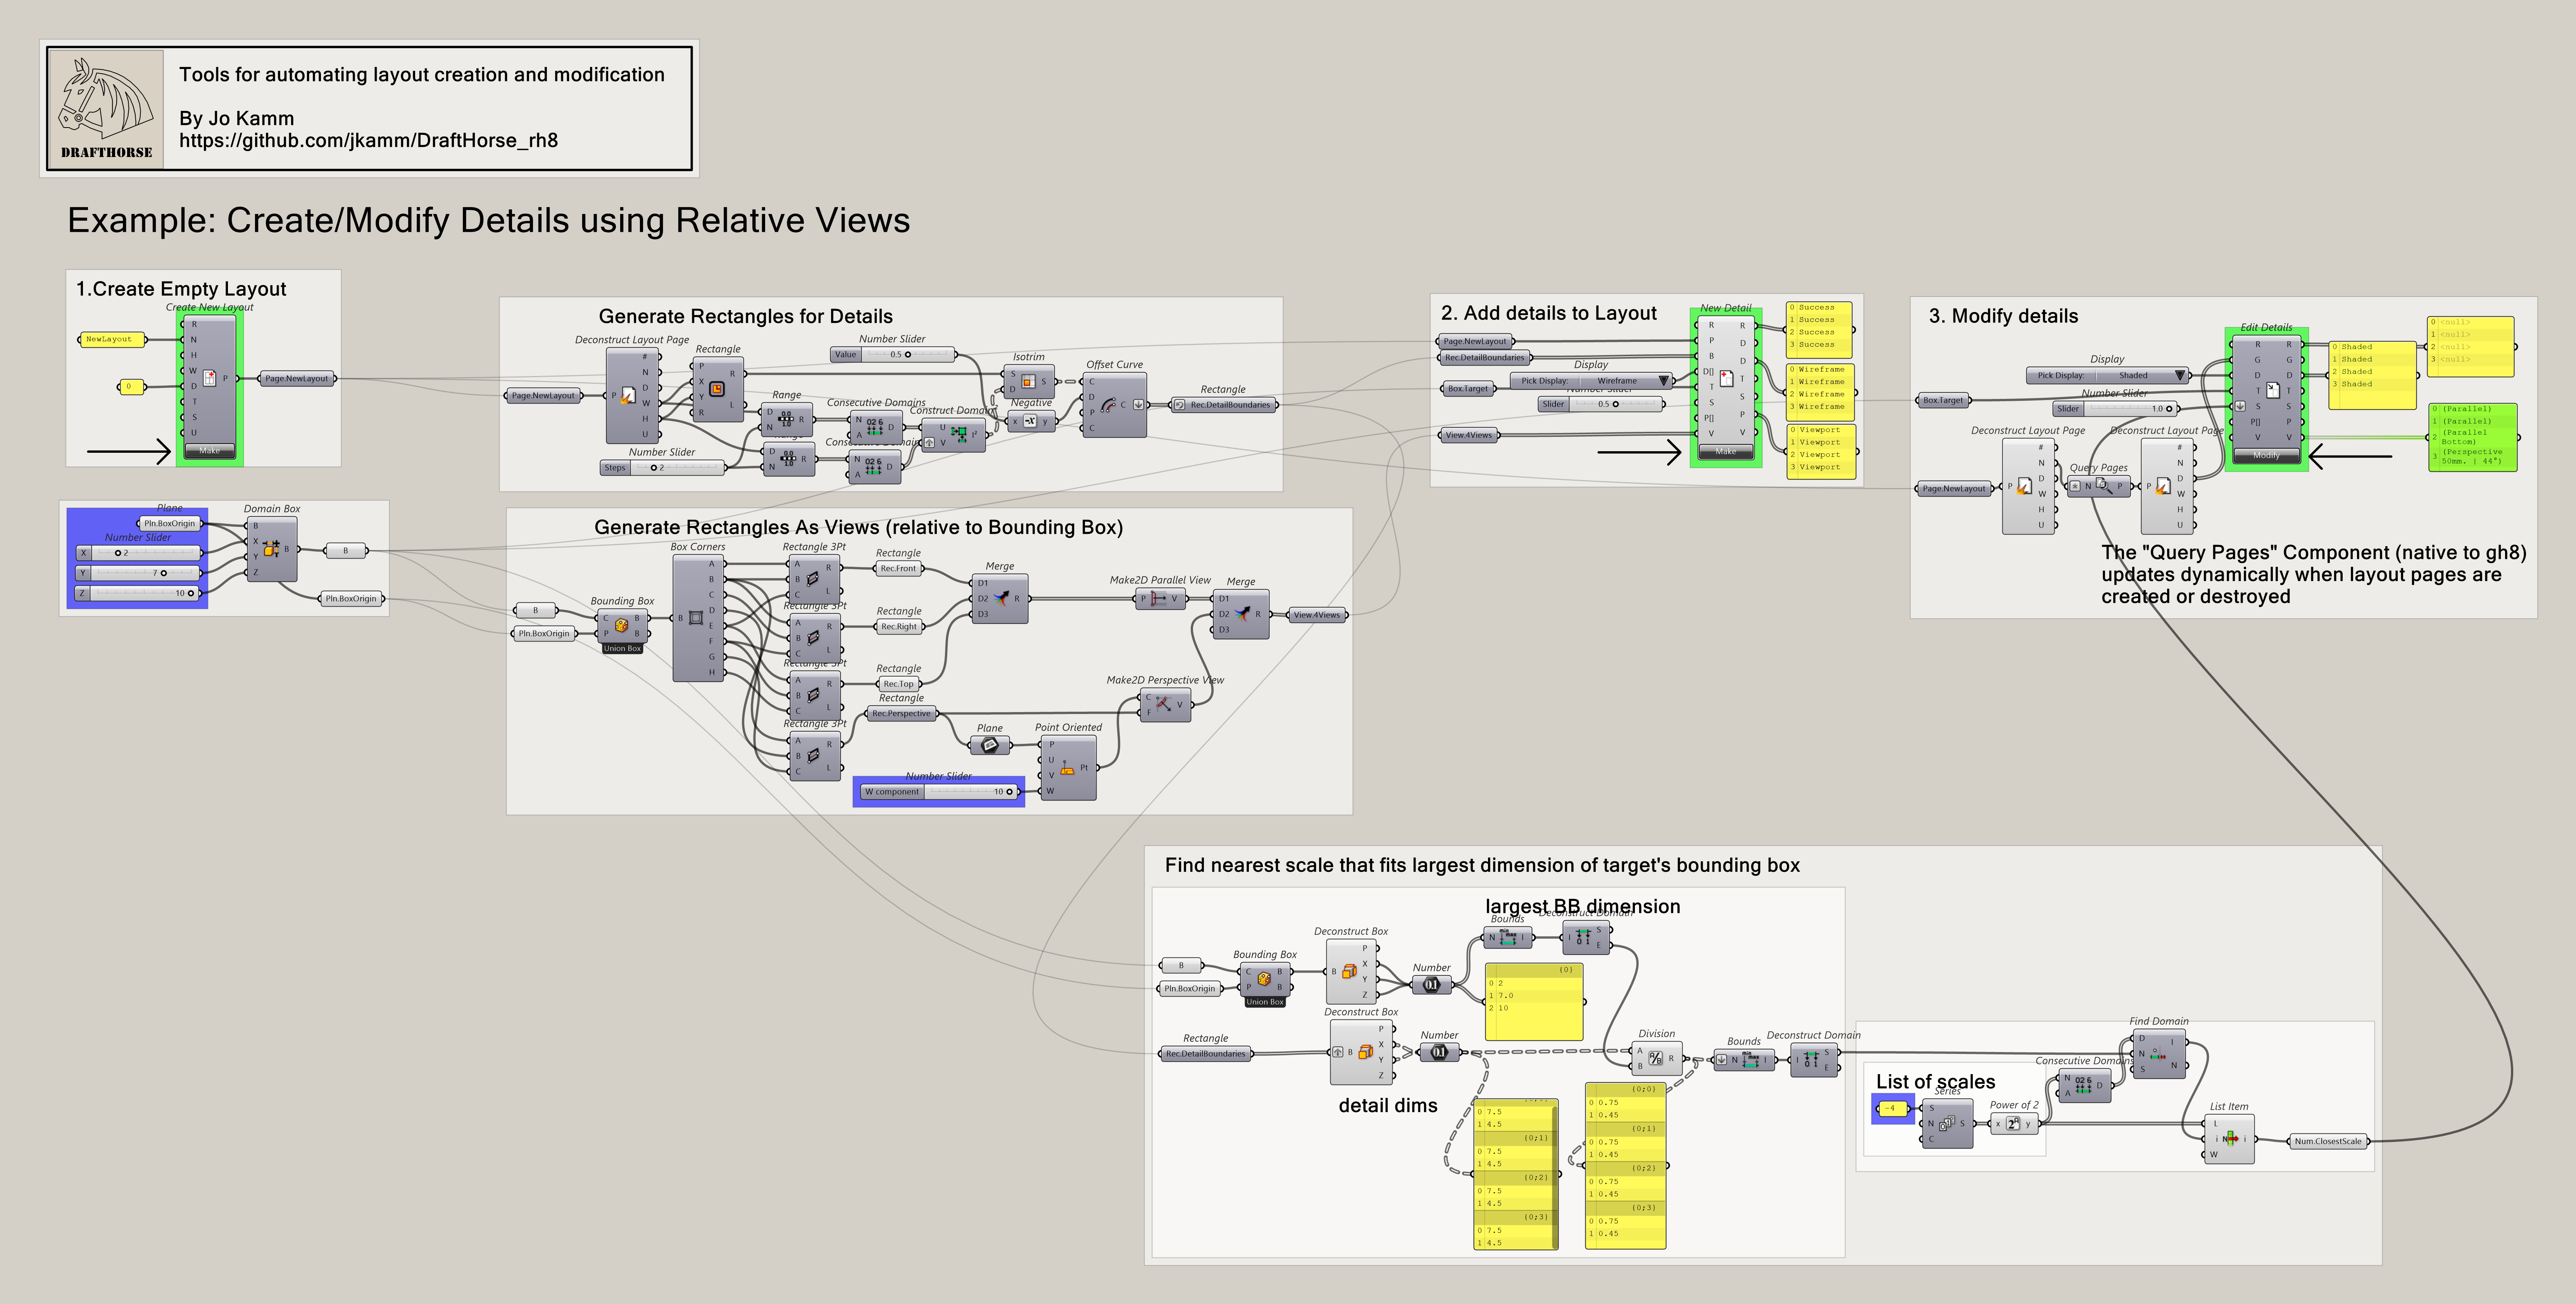 Tools for automating layout creation and modification
By Jo Kamm
https://github.com/jkamm/DraftHorse_rh8
DRAFTHORSE
Example: Create/Modify Details using Relative Views
1.Create Empty Layout
Create New Layout
NewLayout
0
R
N
H
W
D
T
S
U
P
Make
Page.NewLayout
Plane
Pln.BoxOrigin
Number Slider
X 2
Y 7
Z 10
Domain Box
B
X
Y
Z
B
B
Pln.BoxOrigin
Generate Rectangles for Details
Page.NewLayout
Deconstruct Layout Page
P
#
N
D
W
H
U
Rectangle
P
X
Y
R
R
L
Number Slider
Value 0.5
Number Slider
Steps 2
Range
D
N
R
D
N
R
Consecutive Domains
N
A
D
N
A
D
Construct Domain
U
V
I²
Isotrim
S
D
S
Negative
x y
Offset Curve
C
D
P
C
C
Rectangle
Rec.DetailBoundaries
Generate Rectangles As Views (relative to Bounding Box)
B
Pln.BoxOrigin
Bounding Box
C B
P B
Union Box
Box Corners
B
A
B
C
D
E
F
G
H
Rectangle 3Pt
A
B
C
R
L
Rectangle 3Pt
A
B
C
R
L
Rectangle 3Pt
A
B
C
R
L
Rectangle 3Pt
A
B
C
R
L
Rectangle
Rec.Front
Rectangle
Rec.Right
Rectangle
Rec.Top
Rectangle
Rec.Perspective
Merge
D1
D2
D3
R
Make2D Parallel View
P V
Merge
D1
D2
D3
R
View.4Views
Make2D Perspective View
C
F
V
Plane
Point Oriented
P
U
V
W
Pt
Number Slider
W component 10
2. Add details to Layout
Page.NewLayout
Rec.DetailBoundaries
Display
Pick Display: Wireframe
Box.Target
Number Slider
Slider 0.5
View.4Views
New Detail
R R
P D
B D
D[] T
T S
S P
P[] V
V
Make
0 Success
1 Success
2 Success
3 Success
0 Wireframe
1 Wireframe
2 Wireframe
3 Wireframe
0 Viewport
1 Viewport
2 Viewport
3 Viewport
3. Modify details
Display
Pick Display: Shaded
Box.Target
Number Slider
Slider 1.0
Deconstruct Layout Page
P
#
N
D
W
H
U
Page.NewLayout
Query Pages
N P
Deconstruct Layout Page
P
#
N
D
W
H
U
Edit Details
R R
G G
D D
T T
S S
P[] P
V V
Modify
0 Shaded
1 Shaded
2 Shaded
3 Shaded
0 <null>
1 <null>
2 <null>
3 <null>
0 (Parallel)
1 (Parallel)
2 (Parallel
Bottom)
3 (Perspective
50mm. | 44°)
The "Query Pages" Component (native to gh8)
updates dynamically when layout pages are
created or destroyed
Find nearest scale that fits largest dimension of target's bounding box
largest BB dimension
B
Pln.BoxOrigin
Bounding Box
C B
P B
Union Box
Deconstruct Box
B
P
X
Y
Z
Number
Bounds
N I
Deconstruct Domain
I
S
E
{0}
0 2
1 7.0
2 10
Rectangle
Rec.DetailBoundaries
Deconstruct Box
B
P
X
Y
Z
Number
detail dims
0 7.5
1 4.5
{0;1}
0 7.5
1 4.5
{0;2}
0 7.5
1 4.5
{0;3}
0 7.5
1 4.5
{0;0}
0 0.75
1 0.45
{0;1}
0 0.75
1 0.45
{0;2}
0 0.75
1 0.45
{0;3}
0 0.75
1 0.45
Division
A
B
R
Bounds
N I
Deconstruct Domain
I
S
E
List of scales
-4
Series
S
N
C
S
Power of 2
x y
Consecutive Domains
N
A
D
Find Domain
D
N
S
I
N
List Item
L
i
W
i
Num.ClosestScale